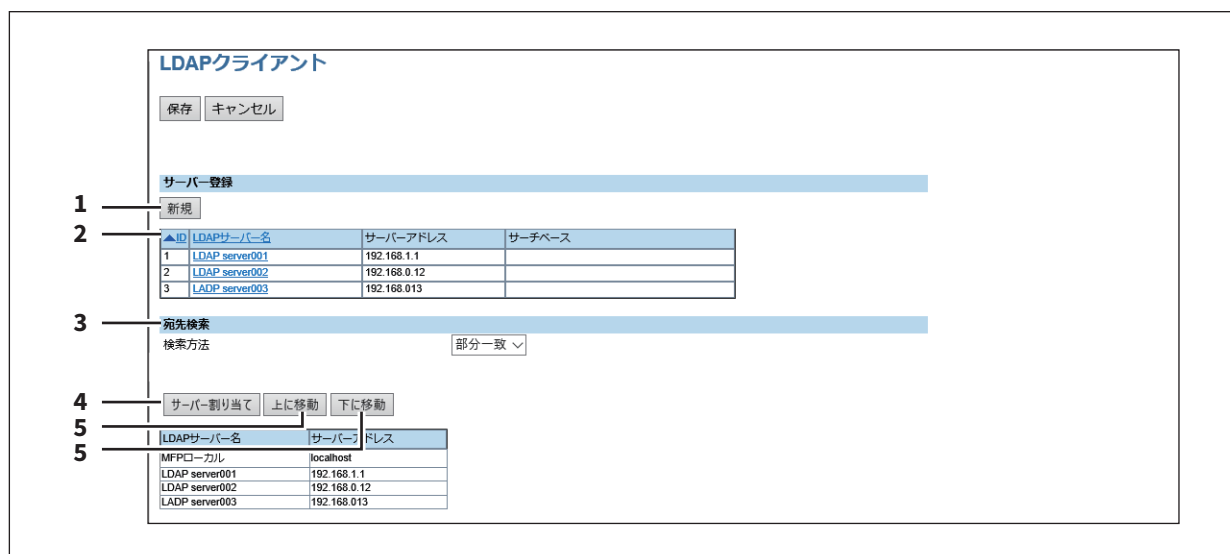 LDAPクライアント
保存 キャンセル
サーバー登録
1 新規
2 ▲ID LDAPサーバー名 サーバーアドレス サーチベース
1 LDAP server001 192.168.1.1
2 LDAP server002 192.168.0.12
3 LADP server003 192.168.013
3 宛先検索
検索方法 部分一致
4 サーバー割り当て 上に移動 下に移動
5
5
LDAPサーバー名 サーバーアドレス
MFPローカル localhost
LDAP server001 192.168.1.1
LDAP server002 192.168.0.12
LADP server003 192.168.013